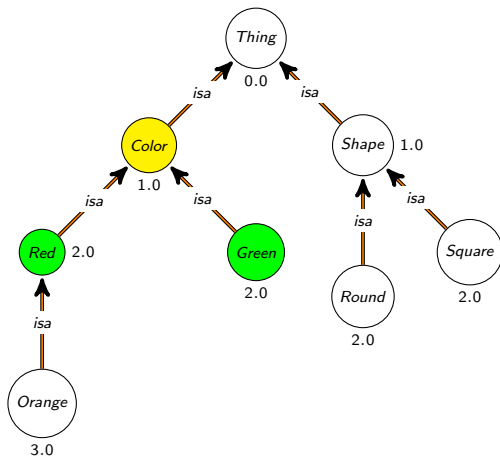 Thing
0.0
isa
isa
Color
1.0
Shape
1.0
isa
isa
isa
isa
Red
2.0
Green
2.0
Square
2.0
Round
2.0
isa
Orange
3.0